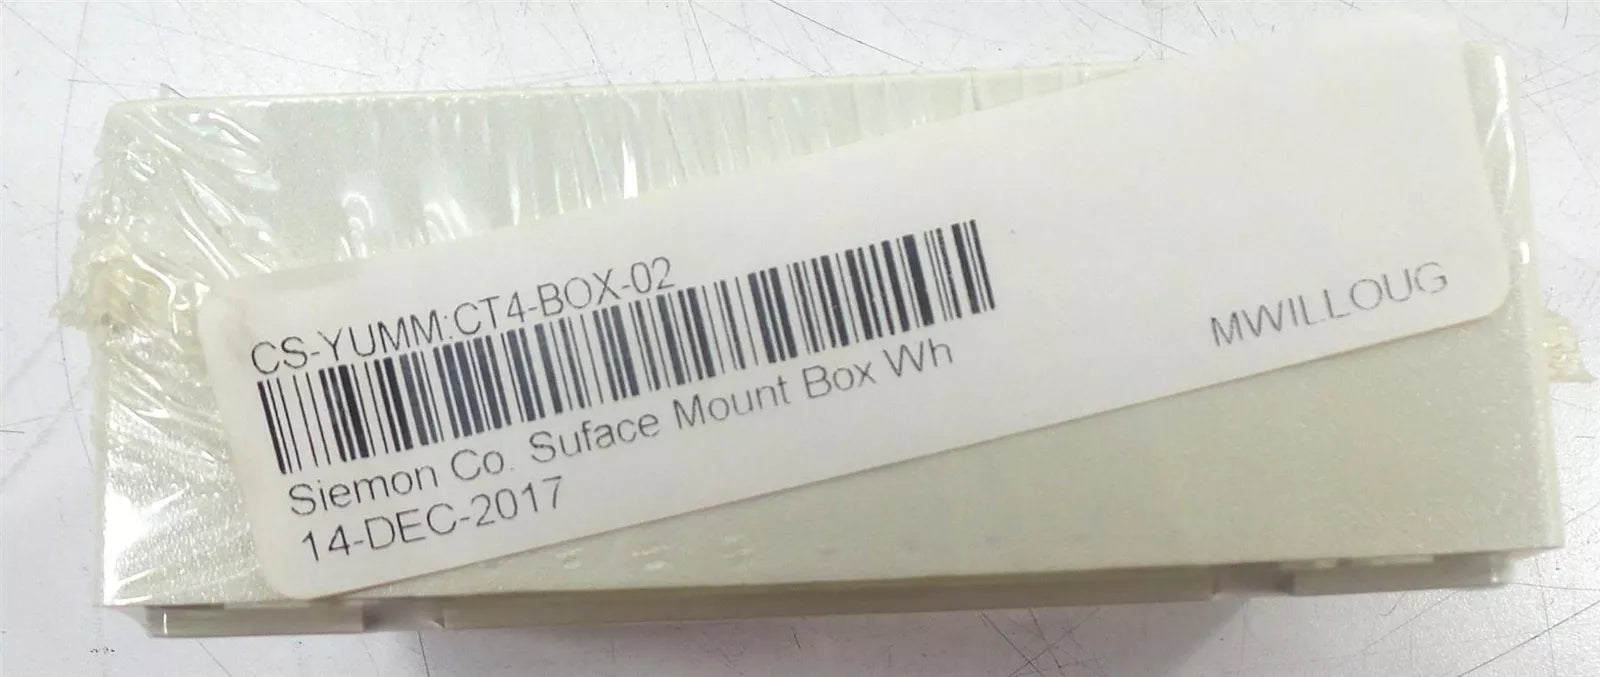 CS-YUMM:CT4-BOX-02
Siemon Co. Suface Mount Box Wh
14-DEC-2017
MWILLOUG